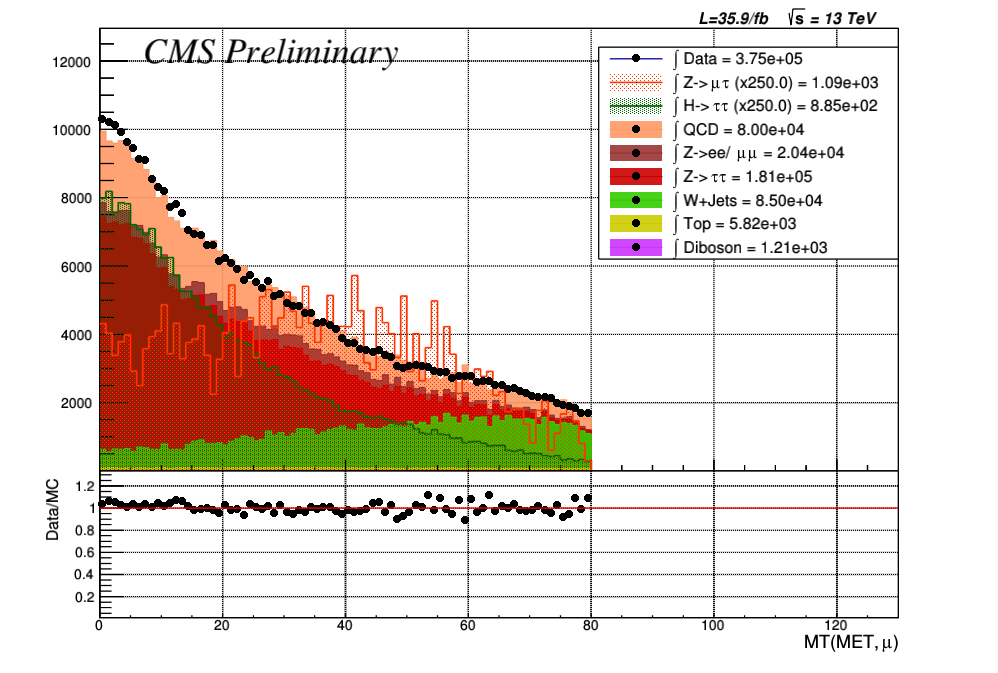 L=35.9/fb √s = 13 TeV
CMS Preliminary
∫ Data = 3.75e+05
∫ Z->μτ (x250.0) = 1.09e+03
∫ H->ττ (x250.0) = 8.85e+02
∫ QCD = 8.00e+04
∫ Z->ee/ μμ = 2.04e+04
∫ Z->ττ = 1.81e+05
∫ W+Jets = 8.50e+04
∫ Top = 5.82e+03
∫ Diboson = 1.21e+03
12000
10000
8000
6000
4000
2000
Data/MC
1.2
1
0.8
0.6
0.4
0.2
0 20 40 60 80 100 120
MT(MET, μ)